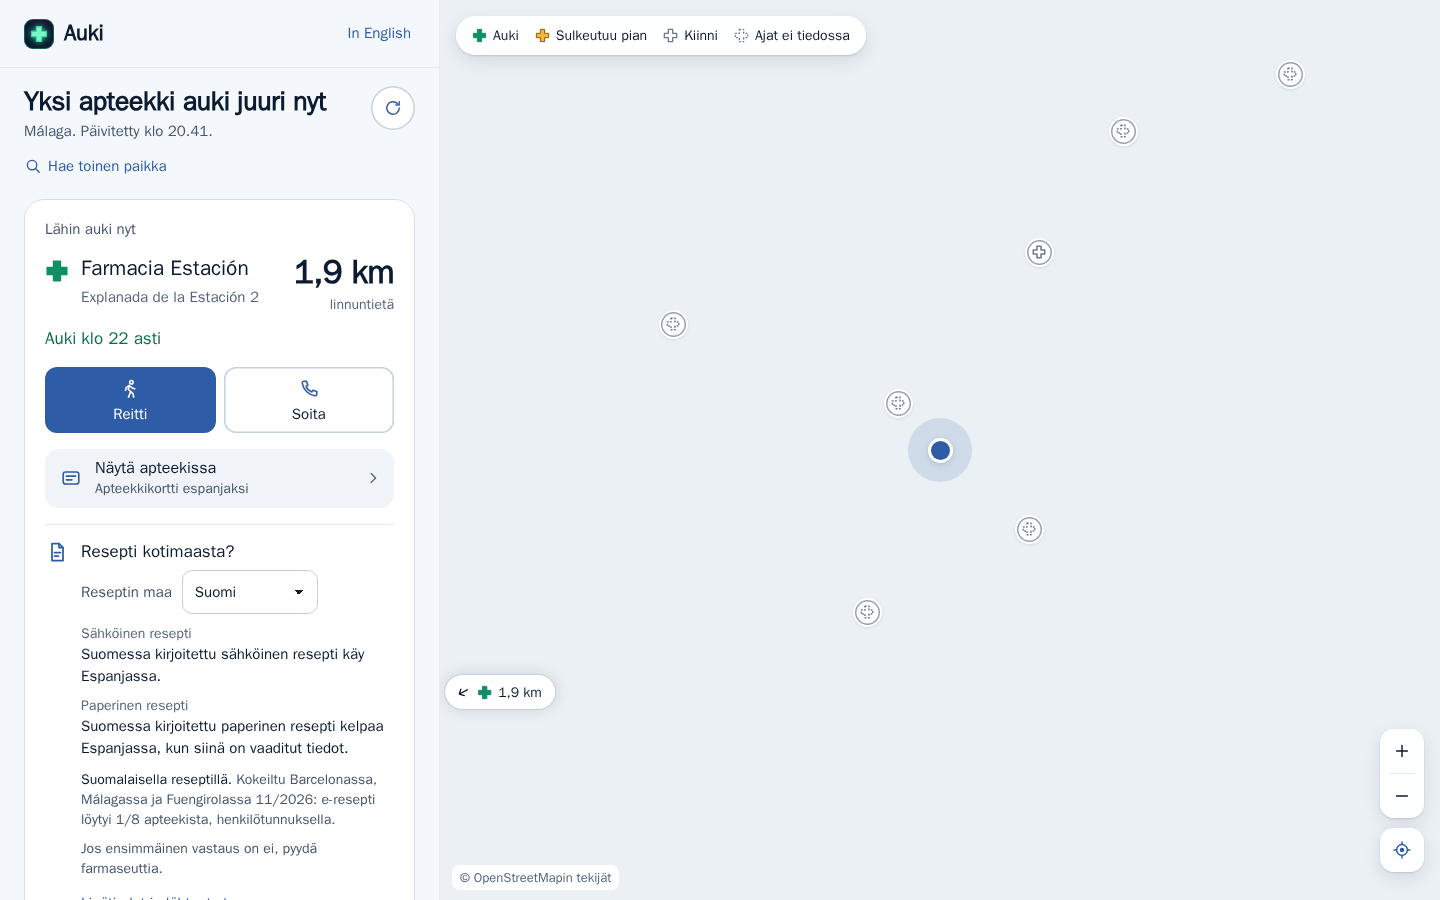 Auki
In English
Yksi apteekki auki juuri nyt
Málaga. Päivitetty klo 20.41.
Hae toinen paikka
Lähin auki nyt
Farmacia Estación
1,9 km
Explanada de la Estación 2
linnuntietä
Auki klo 22 asti
Reitti
Soita
Näytä apteekissa
Apteekkikortti espanjaksi
Resepti kotimaasta?
Reseptin maa
Suomi
Sähköinen resepti
Suomessa kirjoitettu sähköinen resepti käy
Espanjassa.
Paperinen resepti
Suomessa kirjoitettu paperinen resepti kelpaa
Espanjassa, kun siinä on vaaditut tiedot.
Suomalaisella reseptillä. Kokeiltu Barcelonassa,
Málagassa ja Fuengirolassa 11/2026: e-resepti
löytyi 1/8 apteekista, henkilötunnuksella.
Jos ensimmäinen vastaus on ei, pyydä
farmaseuttia.
Auki
Sulkeutuu pian
Kiinni
Ajat ei tiedossa
1,9 km
© OpenStreetMapin tekijät